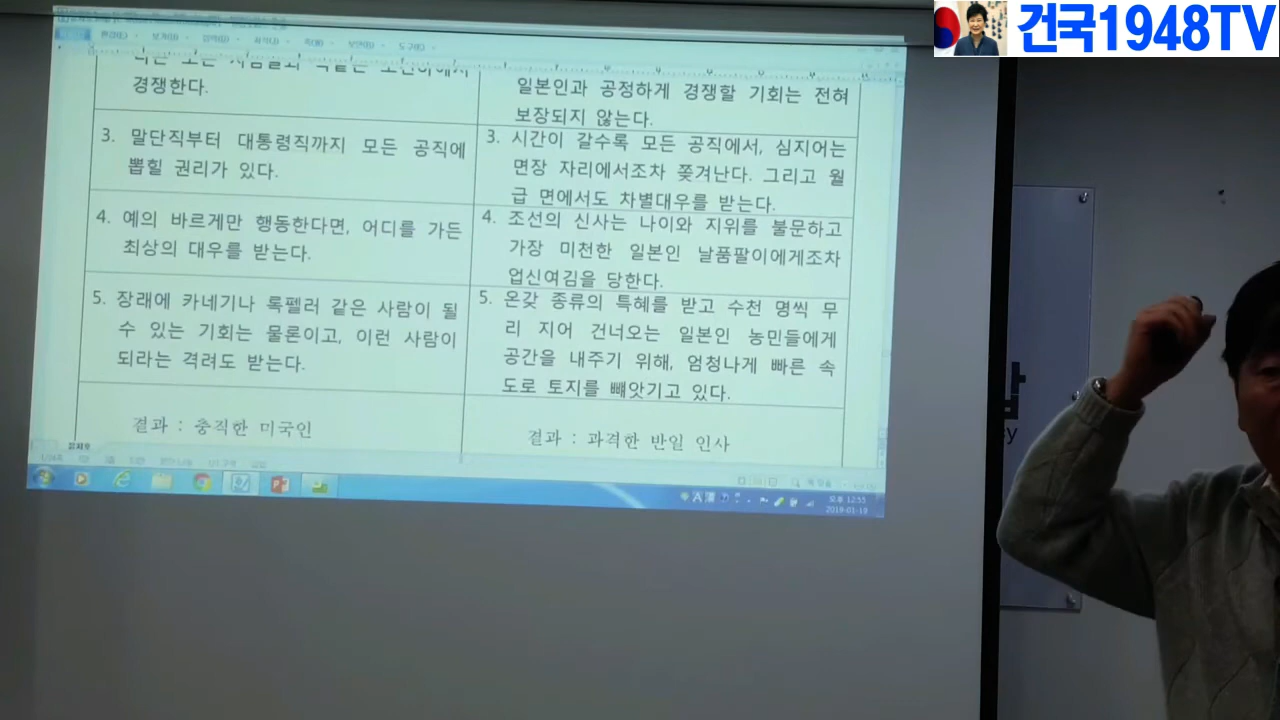 건국1948TV
경쟁한다.
3. 말단직부터 대통령직까지 모든 공직에
뽑힐 권리가 있다.
4. 예의 바르게만 행동한다면, 어디를 가든
최상의 대우를 받는다.
5. 장래에 카네기나 록펠러 같은 사람이 될
수 있는 기회는 물론이고, 이런 사람이
되라는 격려도 받는다.
결과 : 충직한 미국인
일본인과 공정하게 경쟁할 기회는 전혀
보장되지 않는다.
3. 시간이 갈수록 모든 공직에서, 심지어는
면장 자리에서조차 쫓겨난다. 그리고 월
급 면에서도 차별대우를 받는다.
4. 조선의 신사는 나이와 지위를 불문하고
가장 미천한 일본인 날품팔이에게조차
업신여김을 당한다.
5. 온갖 종류의 특혜를 받고 수천 명씩 무
리 지어 건너오는 일본인 농민들에게
공간을 내주기 위해, 엄청나게 빠른 속
도로 토지를 빼앗기고 있다.
결과 : 과격한 반일 인사
오후 12:55
2019-01-19